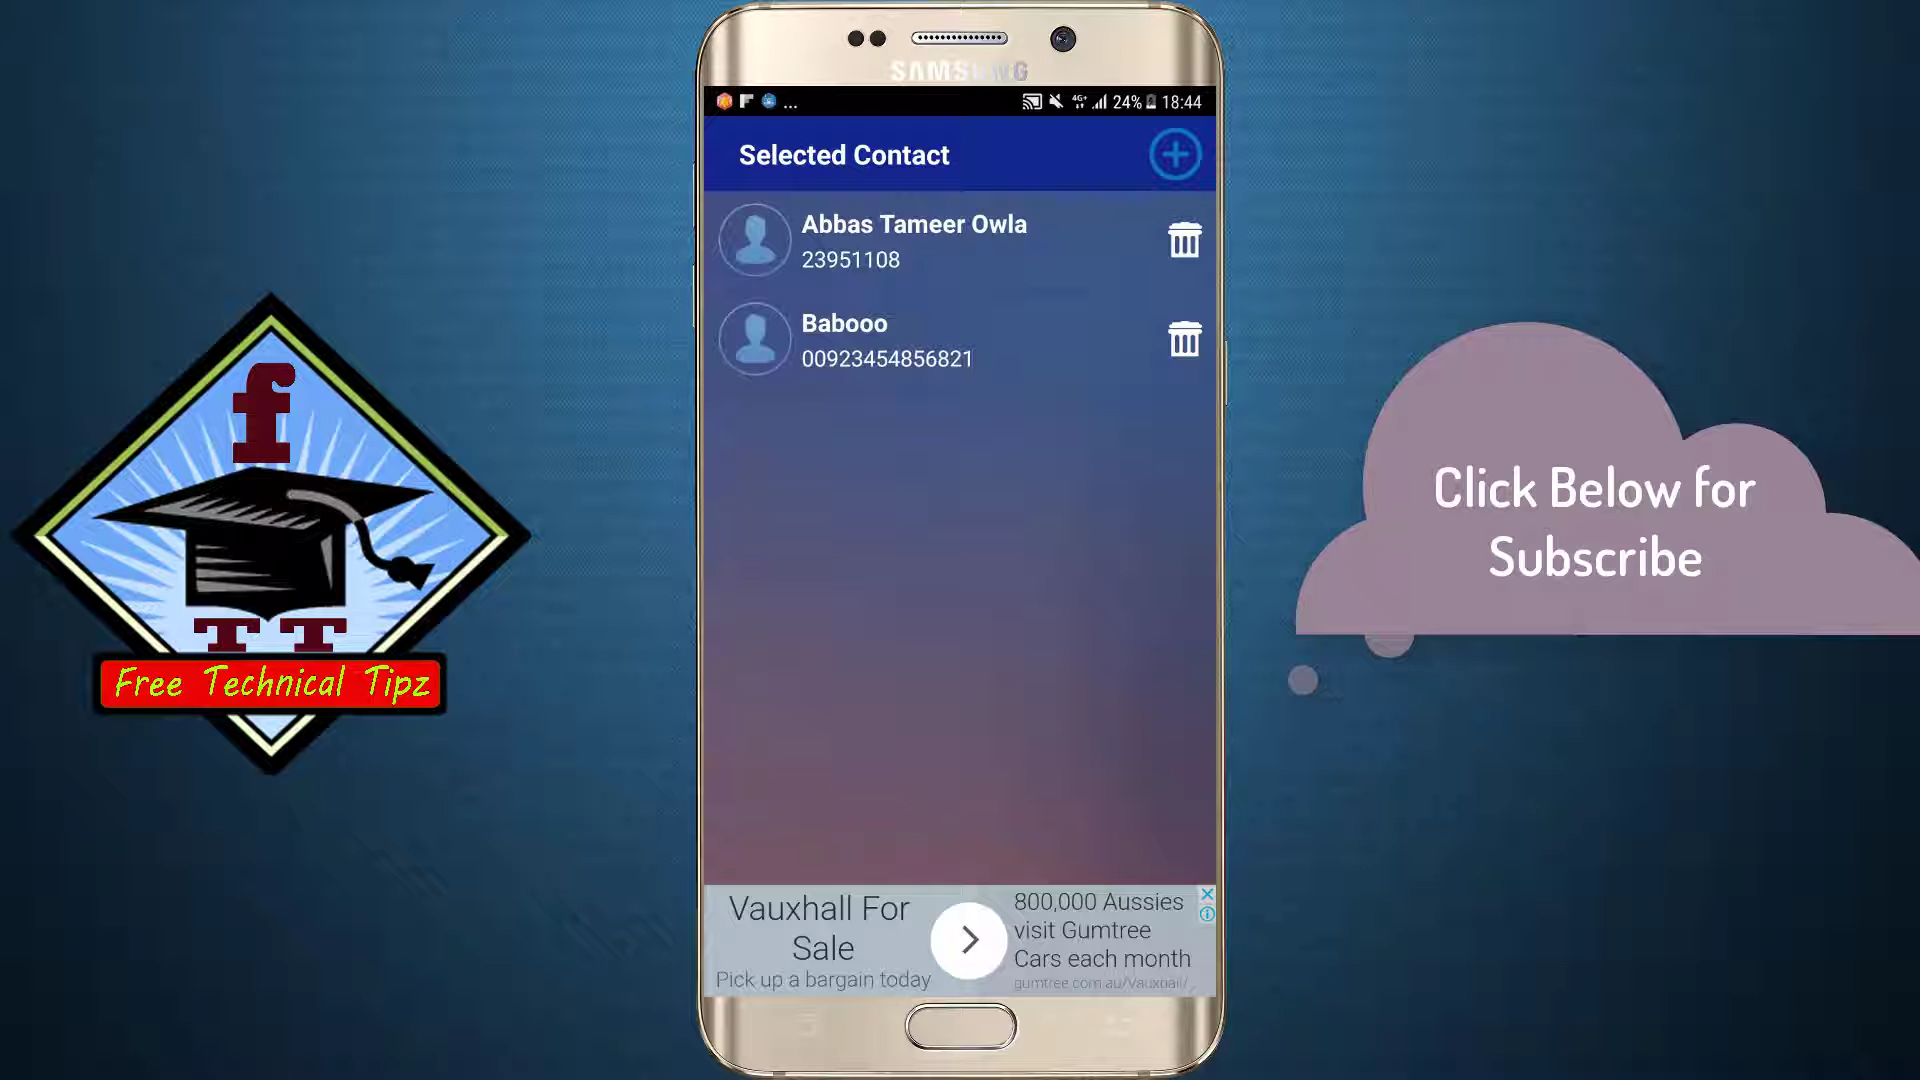 SAMSUNG
... 4G+ 24% 18:44
Selected Contact
Abbas Tameer Owla
23951108
Babooo
00923454856821
f
TT
Free Technical Tipz
Click Below for
Subscribe
Vauxhall For
Sale
Pick up a bargain today
800,000 Aussies
visit Gumtree
Cars each month
gumtree.com.au/Vauxhall/